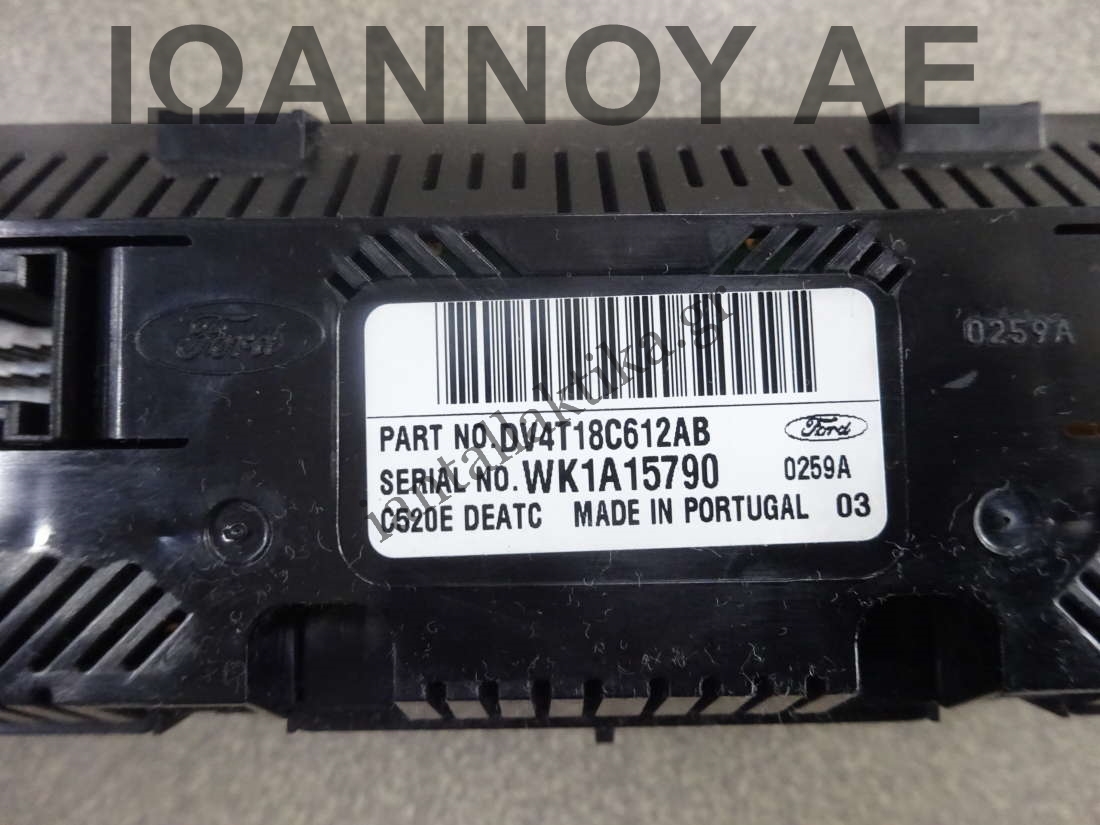 ΙΩΑΝΝΟΥ ΑΕ
Ford
0259A
PART NO.DV4T18C612AB
Ford
SERIAL NO. WK1A15790
0259A
C520E DEATC MADE IN PORTUGAL 03
iantallaktika.gr